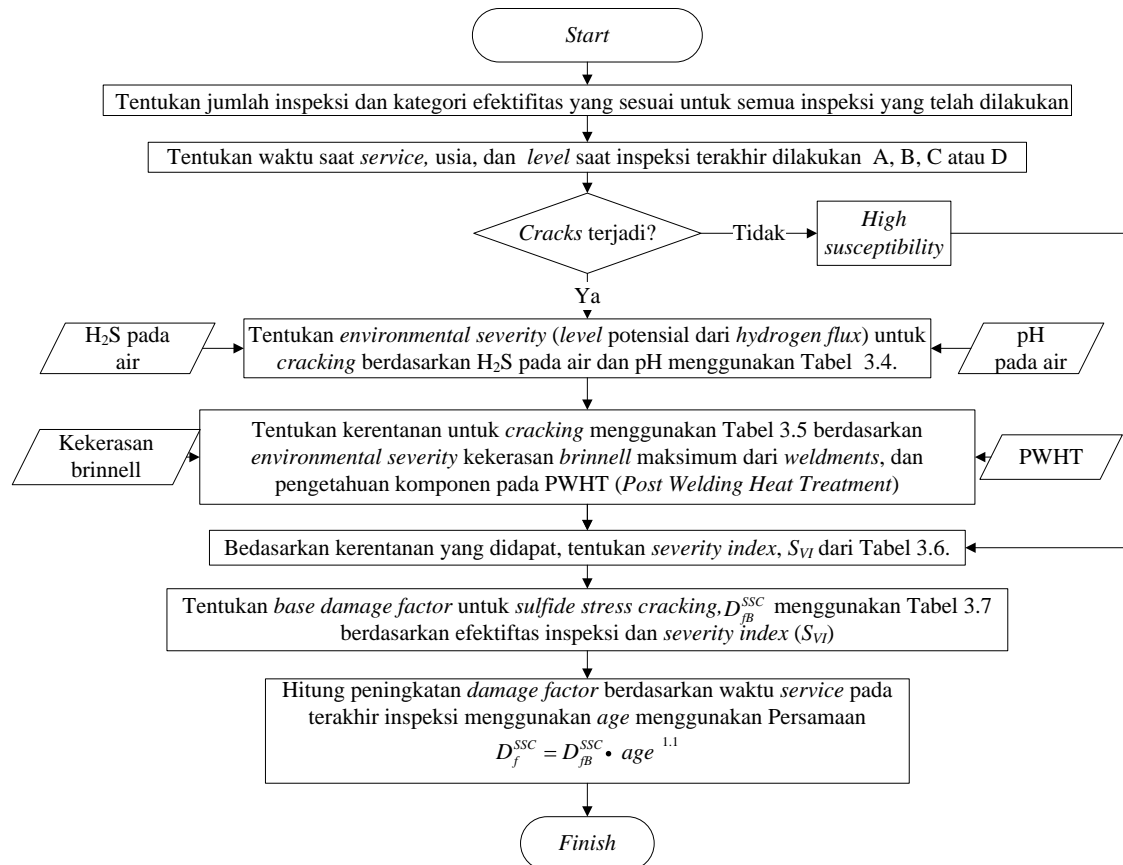 Start
Tentukan jumlah inspeksi dan kategori efektifitas yang sesuai untuk semua inspeksi yang telah dilakukan
Tentukan waktu saat service, usia, dan level saat inspeksi terakhir dilakukan A, B, C atau D
Cracks terjadi?
Tidak
High
susceptibility
Ya
H₂S pada
air
Tentukan environmental severity (level potensial dari hydrogen flux) untuk
cracking berdasarkan H₂S pada air dan pH menggunakan Tabel 3.4.
pH
pada air
Kekerasan
brinnell
Tentukan kerentanan untuk cracking menggunakan Tabel 3.5 berdasarkan
environmental severity kekerasan brinnell maksimum dari weldments, dan
pengetahuan komponen pada PWHT (Post Welding Heat Treatment)
PWHT
Bedasarkan kerentanan yang didapat, tentukan severity index, S_VI dari Tabel 3.6.
Tentukan base damage factor untuk sulfide stress cracking, D_fB^SSC menggunakan Tabel 3.7
berdasarkan efektiftas inspeksi dan severity index (S_VI)
Hitung peningkatan damage factor berdasarkan waktu service pada
terakhir inspeksi menggunakan age menggunakan Persamaan
D_f^SSC = D_fB^SSC • age ^1.1
Finish